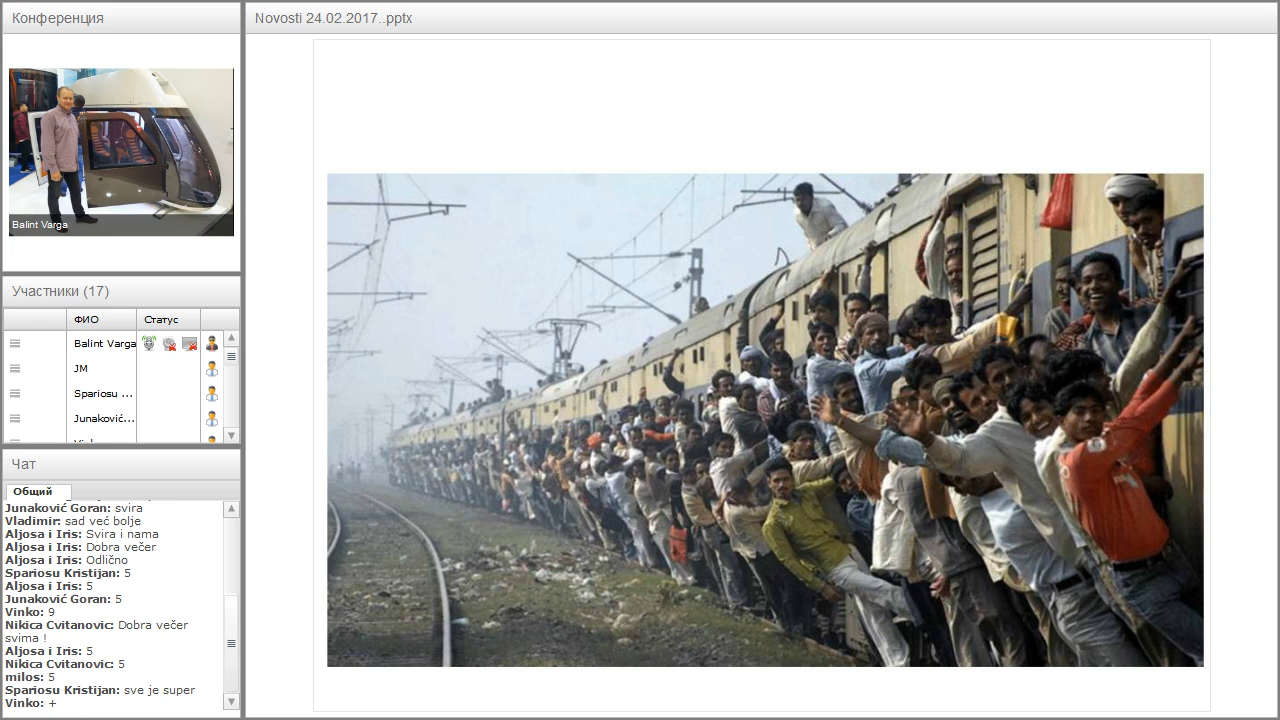 Конференция
Balint Varga
Участники (17)
ФИО
Статус
Balint Varga
JM
Spariosu ...
Junaković...
Чат
Общий
Junaković Goran: svira
Vladimir: sad već bolje
Aljosa i Iris: Svira i nama
Aljosa i Iris: Dobra večer
Aljosa i Iris: Odlično
Spariosu Kristijan: 5
Aljosa i Iris: 5
Junaković Goran: 5
Vinko: 9
Nikica Cvitanovic: Dobra večer
svima !
Aljosa i Iris: 5
Nikica Cvitanovic: 5
milos: 5
Spariosu Kristijan: sve je super
Vinko: +
Novosti 24.02.2017..pptx